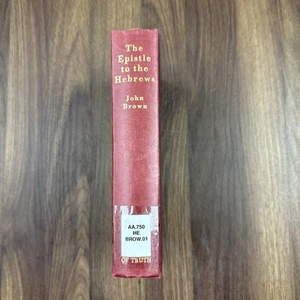 The
Epistle
to the
Hebrews
John
Brown
AA.750
HE
BROW.01
OF TRUTH